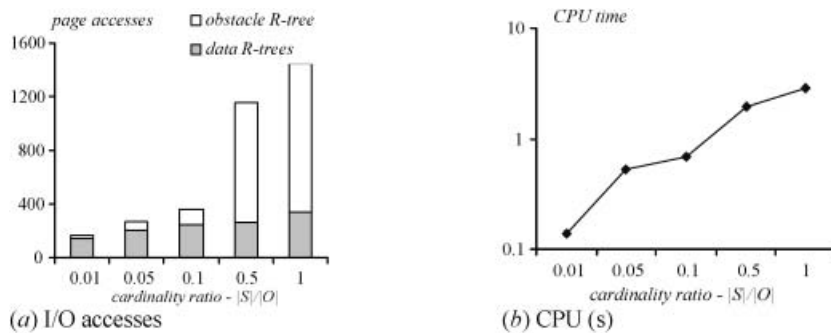 page accesses
obstacle R-tree
data R-trees
1600
1200
800
400
0
0.01 0.05 0.1 0.5 1
cardinality ratio - |S|/|O|
(a) I/O accesses
CPU time
10
1
0.1
0.01 0.05 0.1 0.5 1
cardinality ratio - |S|/|O|
(b) CPU (s)